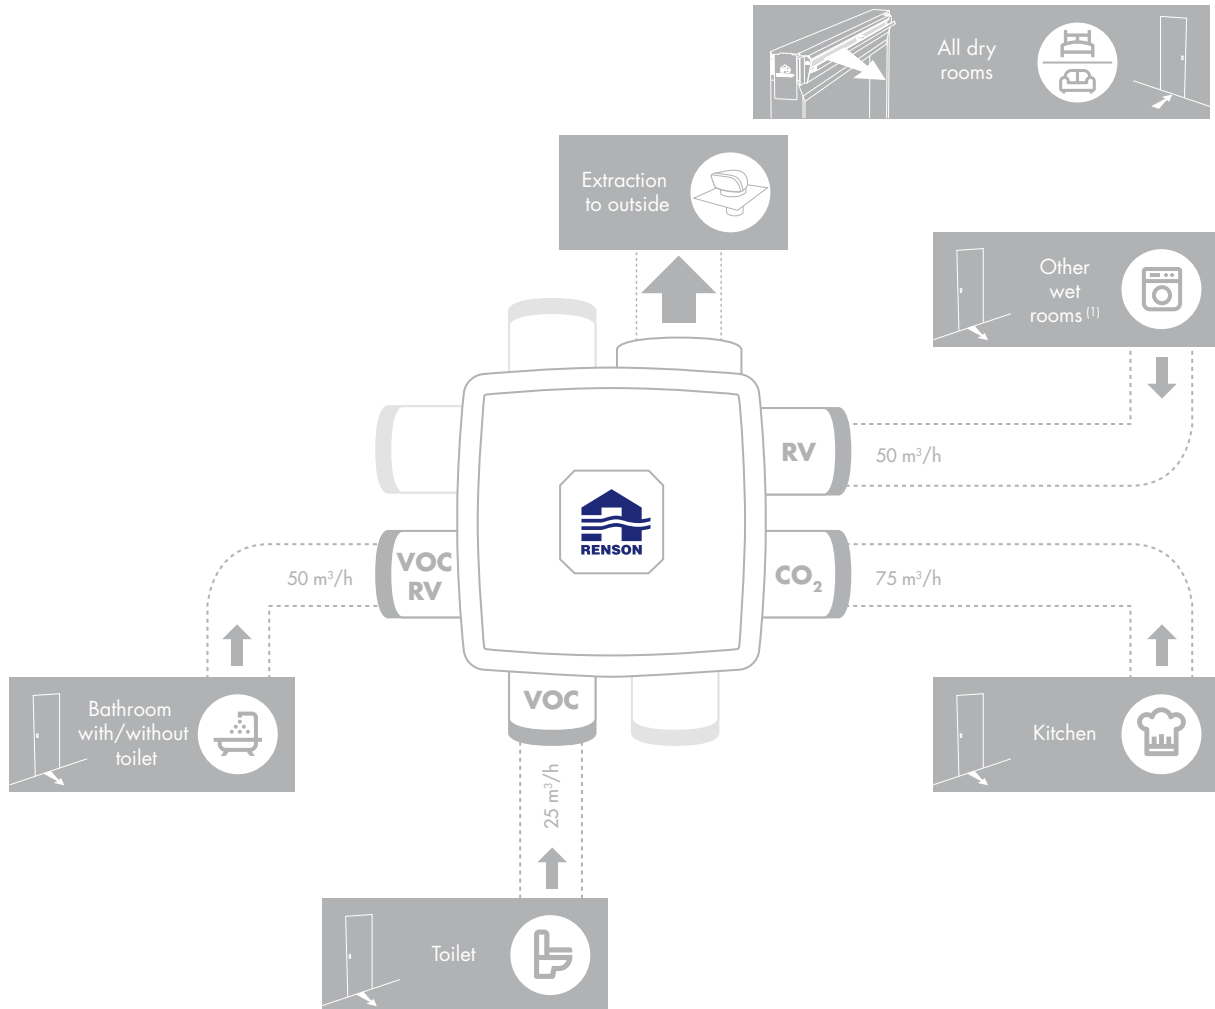 All dry
rooms
Extraction
to outside
Other
wet
rooms (1)
RV
50 m³/h
RENSON
VOC
RV
50 m³/h
CO₂
75 m³/h
VOC
25 m³/h
Bathroom
with/without
toilet
Kitchen
Toilet